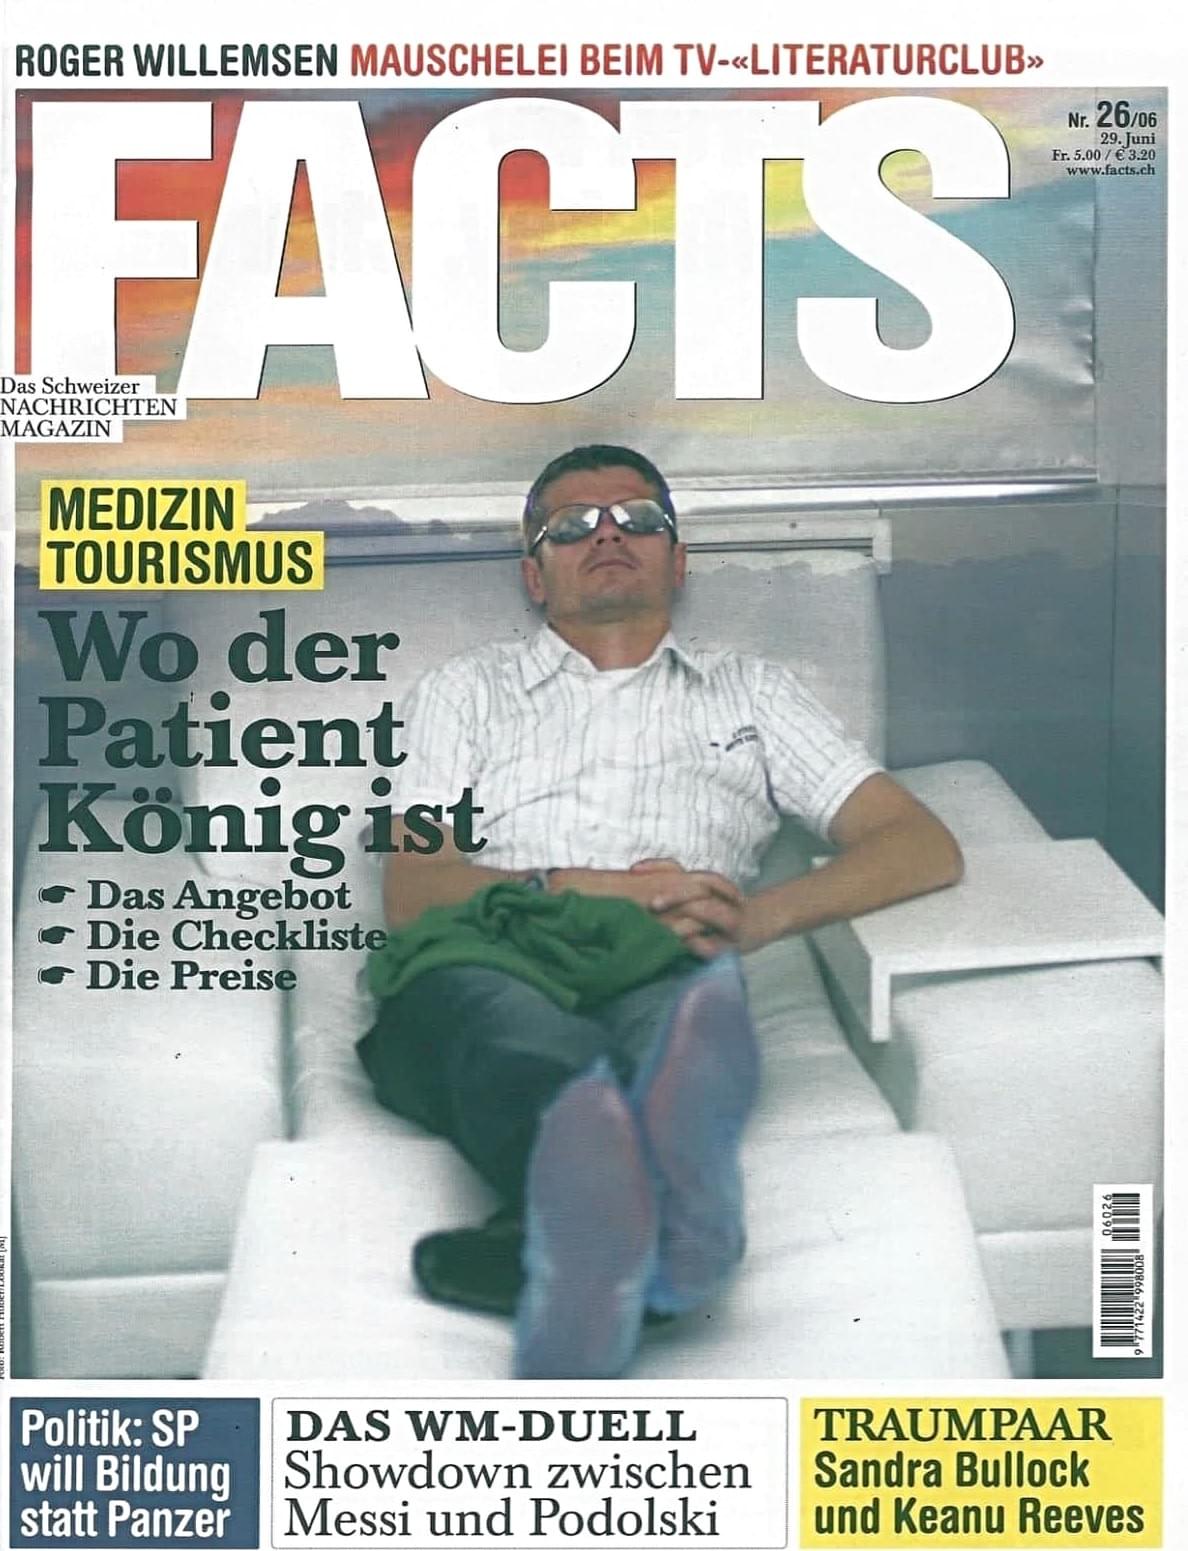 ROGER WILLEMSEN MAUSCHELEI BEIM TV-«LITERATURCLUB»
FACTS
Nr. 26/06
29. Juni
Fr. 5.00 / € 3.20
www.facts.ch
Das Schweizer
NACHRICHTEN
MAGAZIN
MEDIZIN
TOURISMUS
Wo der
Patient
König ist
☛ Das Angebot
☛ Die Checkliste
☛ Die Preise
06026
9 771422 998008
Politik: SP
will Bildung
statt Panzer
DAS WM-DUELL
Showdown zwischen
Messi und Podolski
TRAUMPAAR
Sandra Bullock
und Keanu Reeves